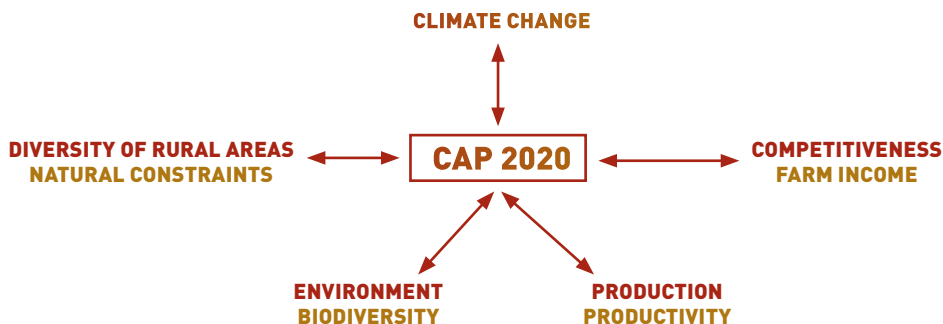 CLIMATE CHANGE
DIVERSITY OF RURAL AREAS
NATURAL CONSTRAINTS
CAP 2020
COMPETITIVENESS
FARM INCOME
ENVIRONMENT
BIODIVERSITY
PRODUCTION
PRODUCTIVITY